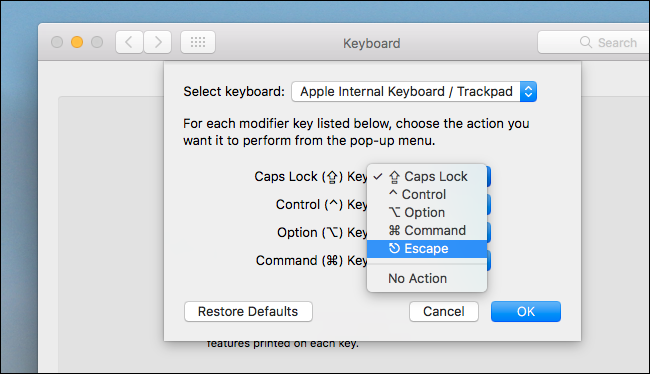 Keyboard
Search
Select keyboard: Apple Internal Keyboard / Trackpad
For each modifier key listed below, choose the action you
want it to perform from the pop-up menu.
Caps Lock (⇪) Key
✓ ⇪ Caps Lock
^ Control
Control (^) Key
⌥ Option
Option (⌥) Key
⌘ Command
⎋ Escape
Command (⌘) Key
No Action
Restore Defaults
Cancel
OK
features printed on each key.